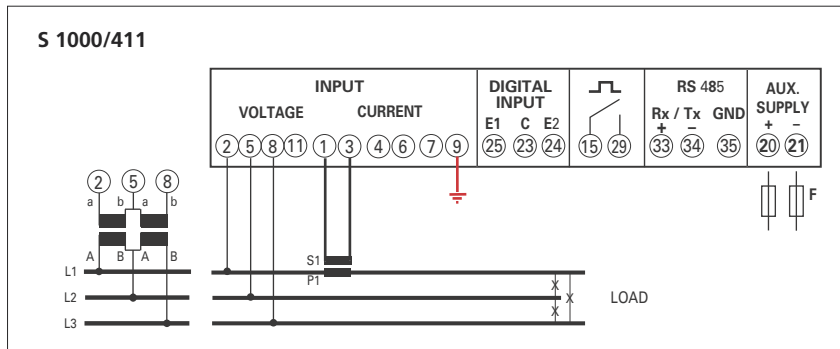 S 1000/411
INPUT
VOLTAGE CURRENT
DIGITAL
INPUT
E1 C E2
RS 485
Rx / Tx GND
+ –
AUX.
SUPPLY
+ –
2 5 8 11 1 3 4 6 7 9 25 23 24 15 29 33 34 35 20 21
F
2 5 8
a b a b
A B A B
S1
P1
L1
L2
L3
X
X
X
LOAD